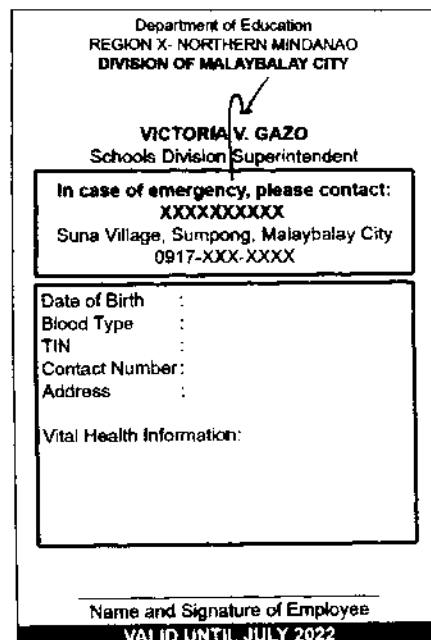 Department of Education
REGION X- NORTHERN MINDANAO
DIVISION OF MALAYBALAY CITY
VICTORIA V. GAZO
Schools Division Superintendent
In case of emergency, please contact:
XXXXXXXXXX
Suna Village, Sumpong, Malaybalay City
0917-XXX-XXXX
Date of Birth :
Blood Type :
TIN :
Contact Number:
Address :
Vital Health Information:
Name and Signature of Employee
VALID UNTIL JULY 2022